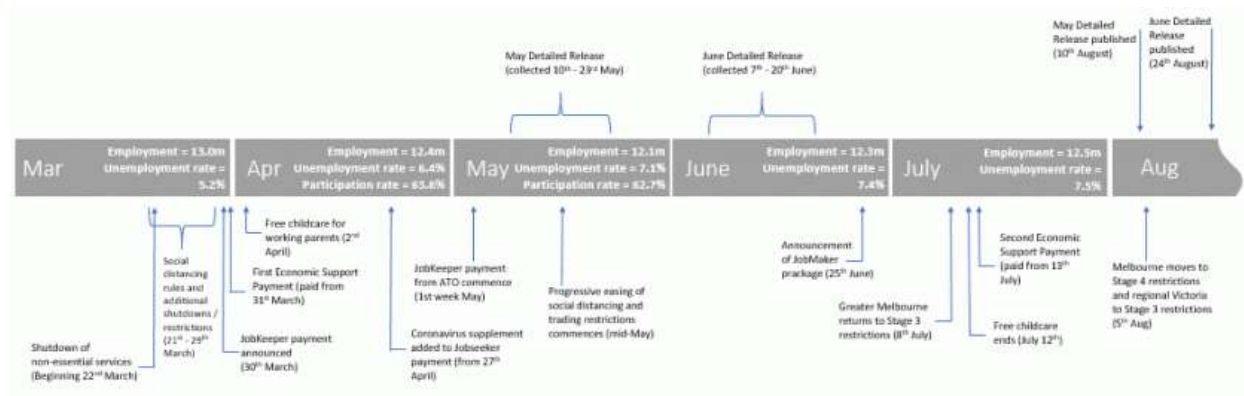 May Detailed
Release published
(10th August)
June Detailed
Release
published
(24th August)
May Detailed Release
(collected 10th - 23rd May)
June Detailed Release
(collected 7th - 20th June)
Mar
Employment = 13.0m
Unemployment rate =
5.2%
Apr
Employment = 12.4m
Unemployment rate = 6.4%
Participation rate = 63.6%
May
Employment = 12.1m
Unemployment rate = 7.1%
Participation rate = 62.7%
June
Employment = 12.3m
Unemployment rate =
7.4%
July
Employment = 12.5m
Unemployment rate =
7.5%
Aug
Shutdown of
non-essential services
(Beginning 22nd March)
Social
distancing
rules and
additional
shutdowns /
restrictions
(21st - 29th
March)
JobKeeper payment
announced
(30th March)
First Economic Support
Payment (paid from
31st March)
Free childcare for
working parents (2nd
April)
Coronavirus supplement
added to Jobseeker
payment (from 27th
April)
JobKeeper payment
from ATO commence
(1st week May)
Progressive easing of
social distancing and
trading restrictions
commences (mid-May)
Announcement
of JobMaker
prackage (25th June)
Greater Melbourne
returns to Stage 3
restrictions (8th July)
Free childcare
ends (July 12th)
Second Economic
Support Payment
(paid from 13th
July)
Melbourne moves to
Stage 4 restrictions
and regional Victoria
to Stage 3 restrictions
(5th Aug)